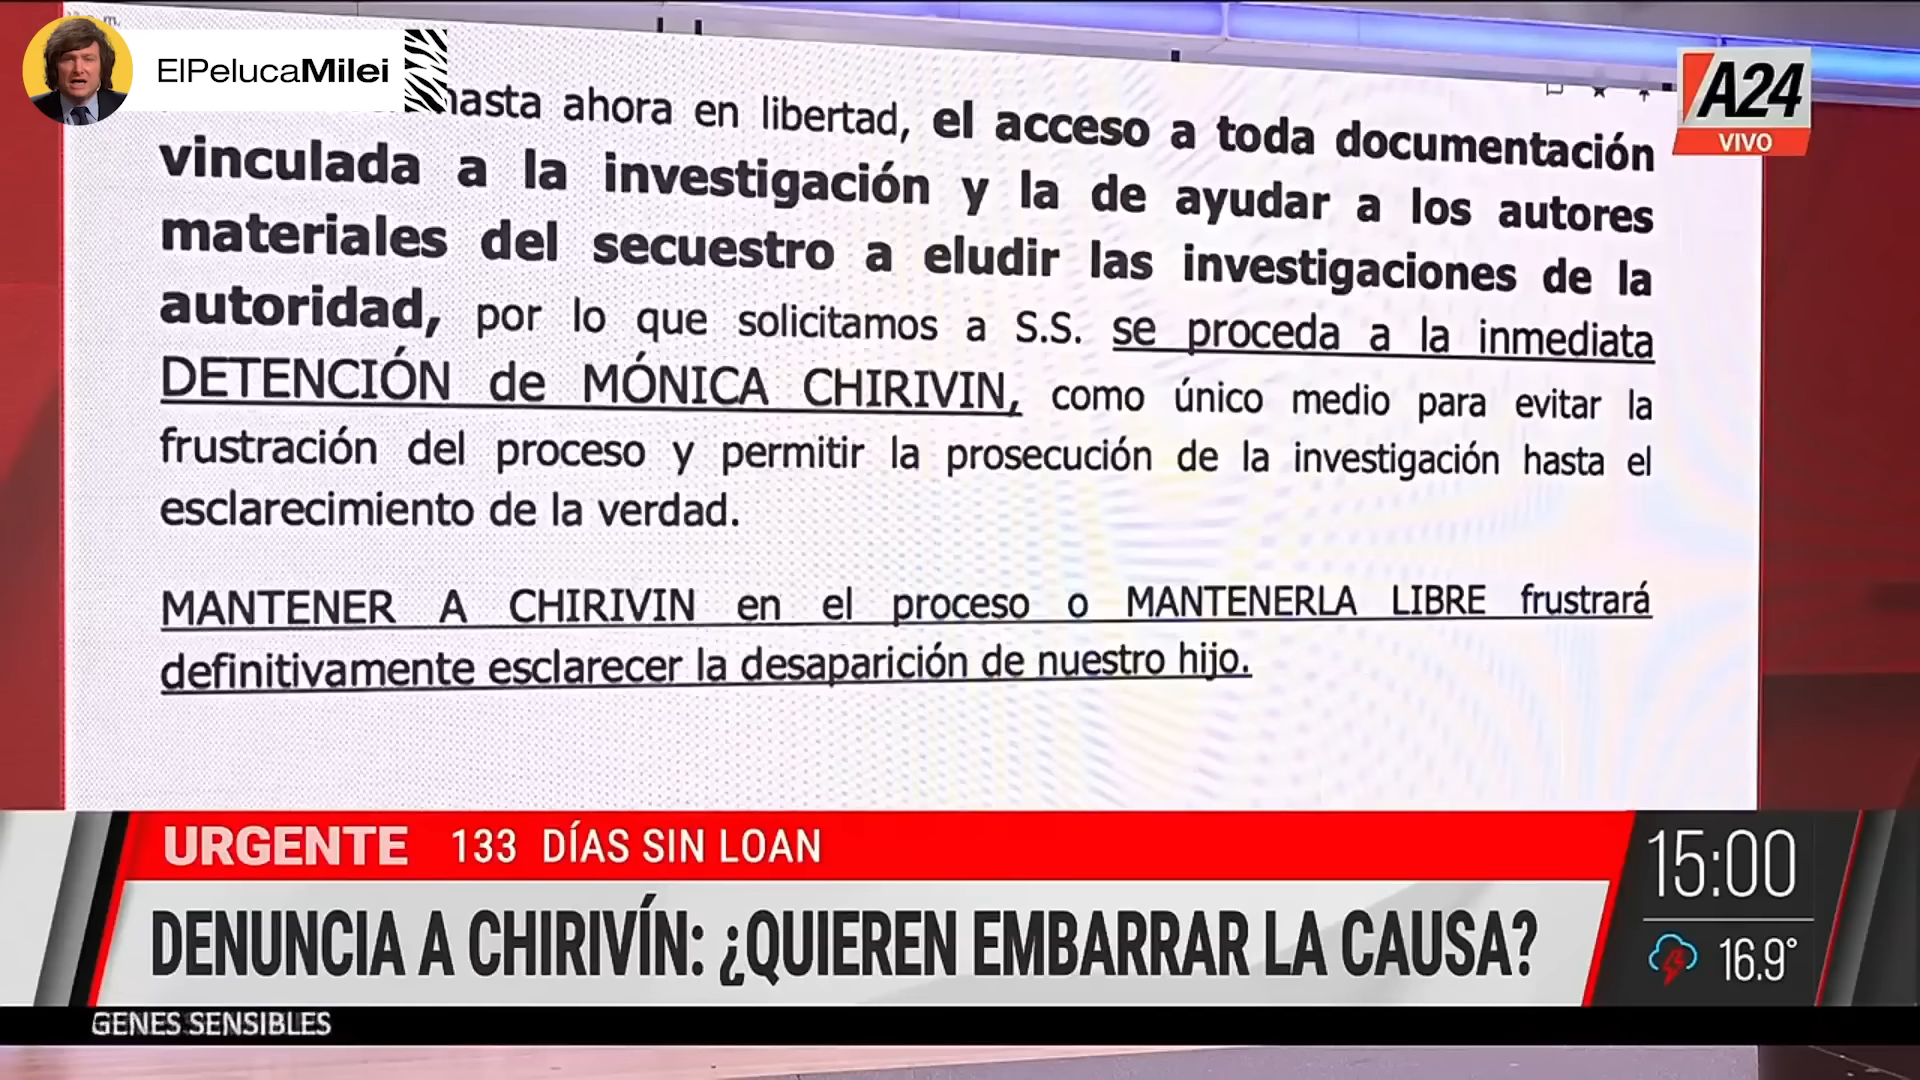 ElPelucaMilei
A24
VIVO
hasta ahora en libertad, el acceso a toda documentación
vinculada a la investigación y la de ayudar a los autores
materiales del secuestro a eludir las investigaciones de la
autoridad, por lo que solicitamos a S.S. se proceda a la inmediata
DETENCIÓN de MÓNICA CHIRIVIN, como único medio para evitar la
frustración del proceso y permitir la prosecución de la investigación hasta el
esclarecimiento de la verdad.
MANTENER A CHIRIVIN en el proceso o MANTENERLA LIBRE frustrará
definitivamente esclarecer la desaparición de nuestro hijo.
URGENTE 133 DÍAS SIN LOAN
15:00
DENUNCIA A CHIRIVÍN: ¿QUIEREN EMBARRAR LA CAUSA?
16.9°
GENES SENSIBLES